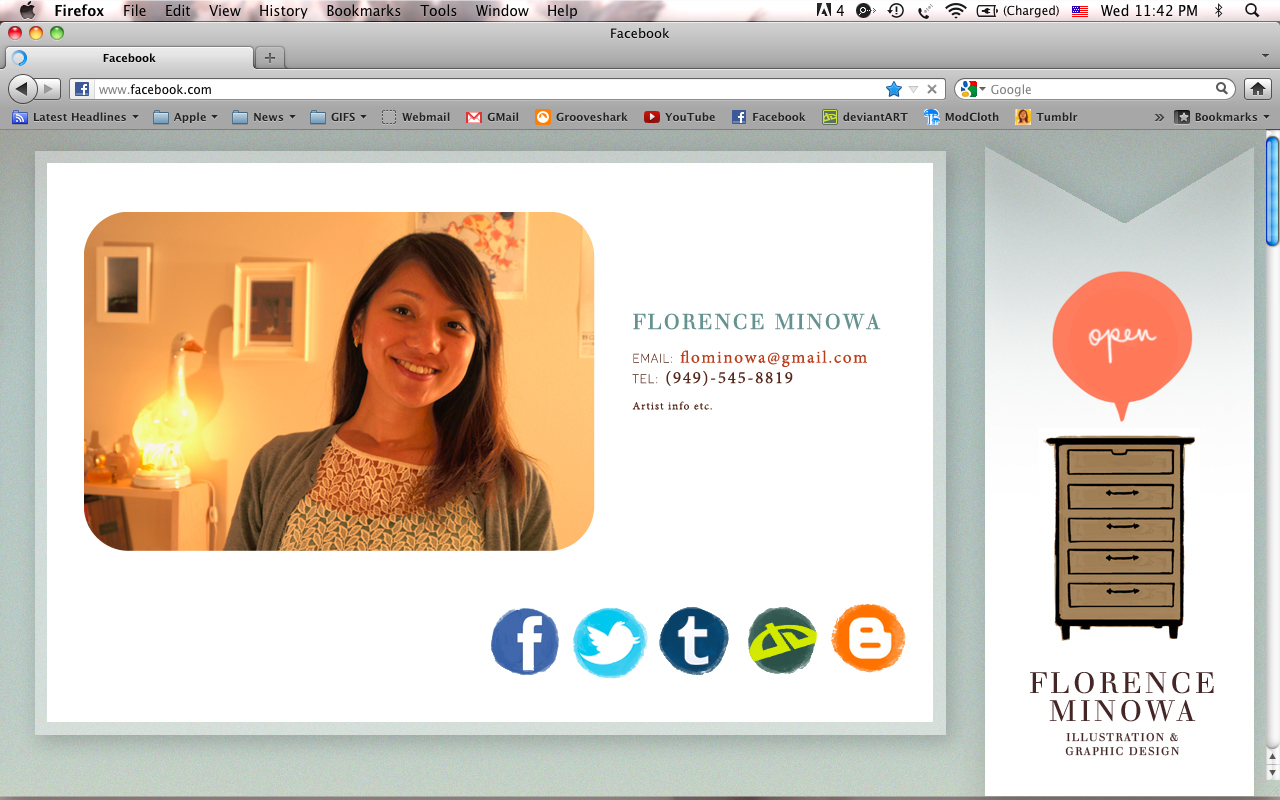 Firefox File Edit View History Bookmarks Tools Window Help 4 (Charged) Wed 11:42 PM
Facebook
Facebook
www.facebook.com Google
Latest Headlines Apple News GIFS Webmail GMail Grooveshark YouTube Facebook deviantART ModCloth Tumblr » Bookmarks
FLORENCE MINOWA
EMAIL: flominowa@gmail.com
TEL: (949)-545-8819
Artist info etc.
open
FLORENCE
MINOWA
ILLUSTRATION &
GRAPHIC DESIGN